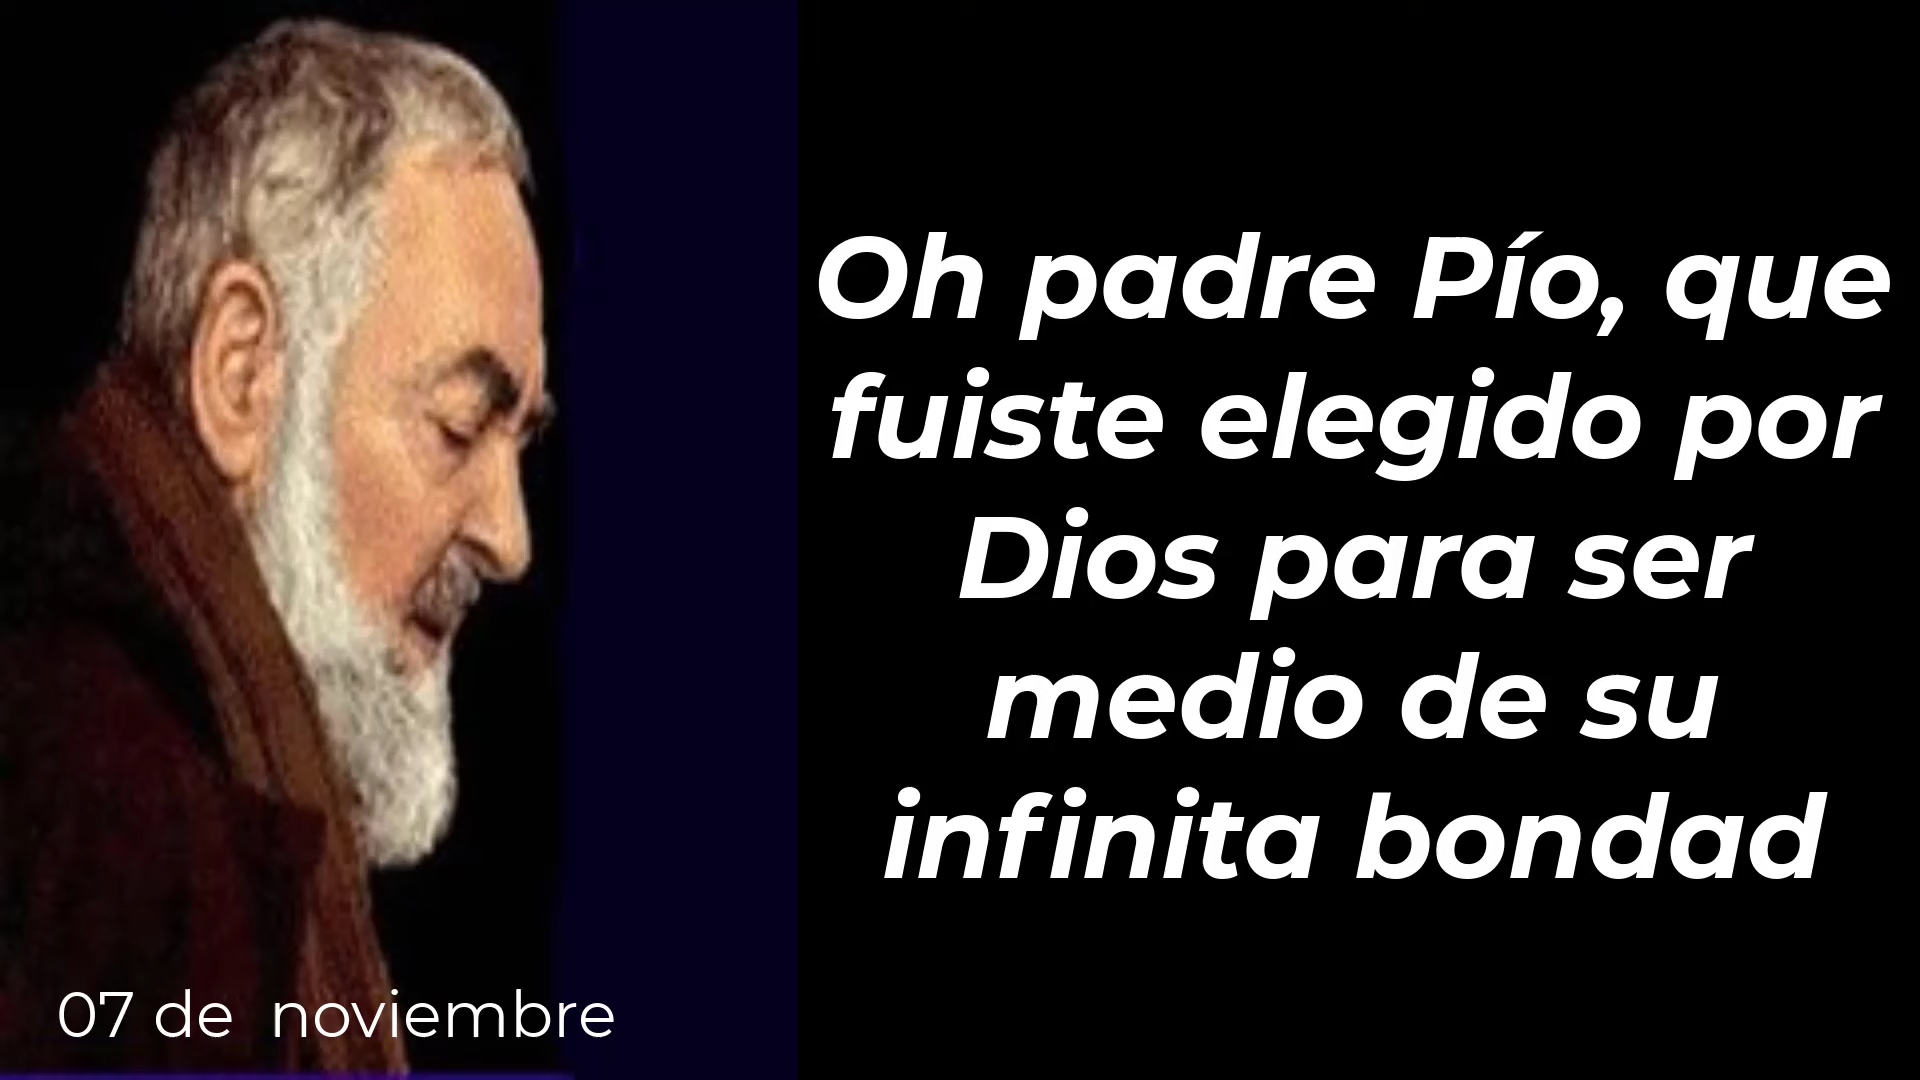 Oh padre Pío, que
fuiste elegido por
Dios para ser
medio de su
infinita bondad
07 de noviembre